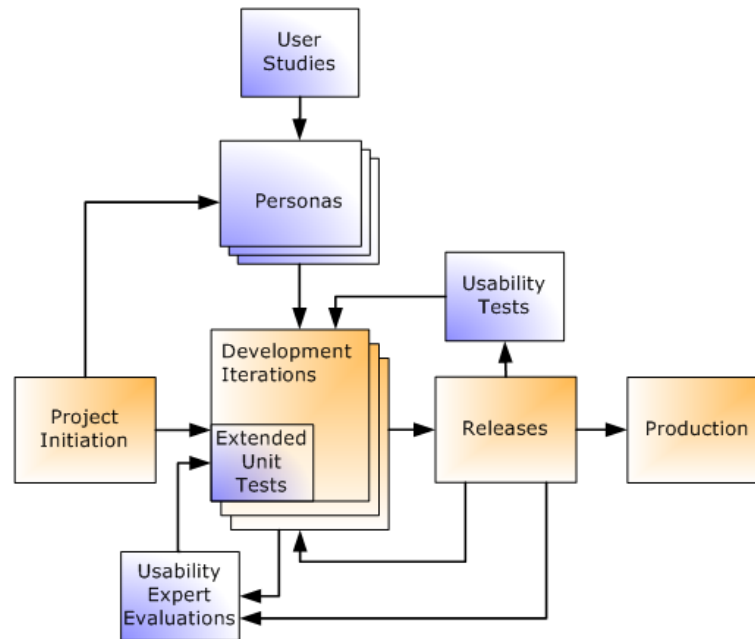 User
Studies
Personas
Usability
Tests
Development
Iterations
Project
Initiation
Extended
Unit
Tests
Releases
Production
Usability
Expert
Evaluations